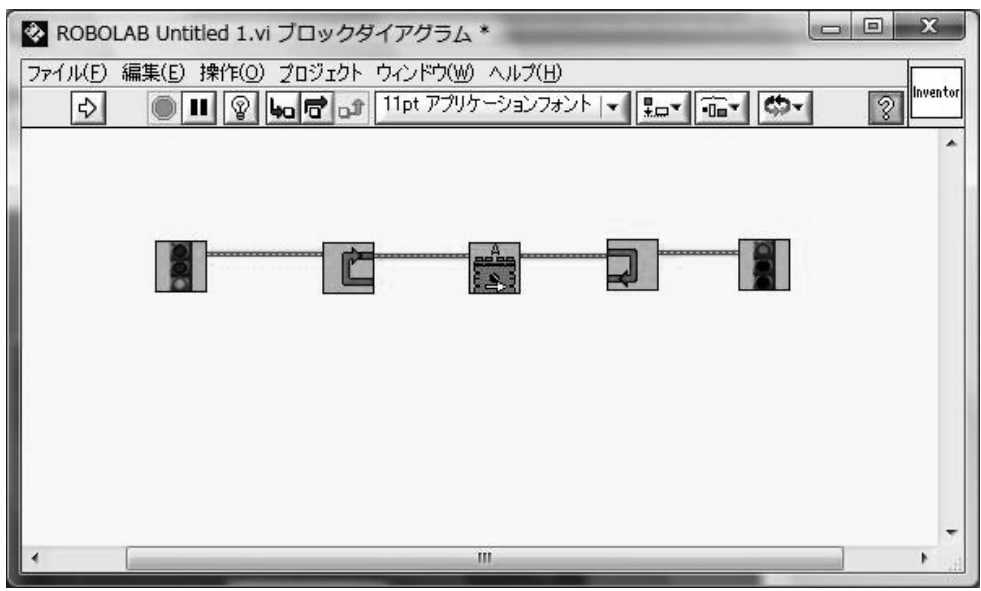 ROBOLAB Untitled 1.vi ブロックダイアグラム *
ファイル(F) 編集(E) 操作(O) プロジェクト ウィンドウ(W) ヘルプ(H)
11pt アプリケーションフォント
?
Inventor
A